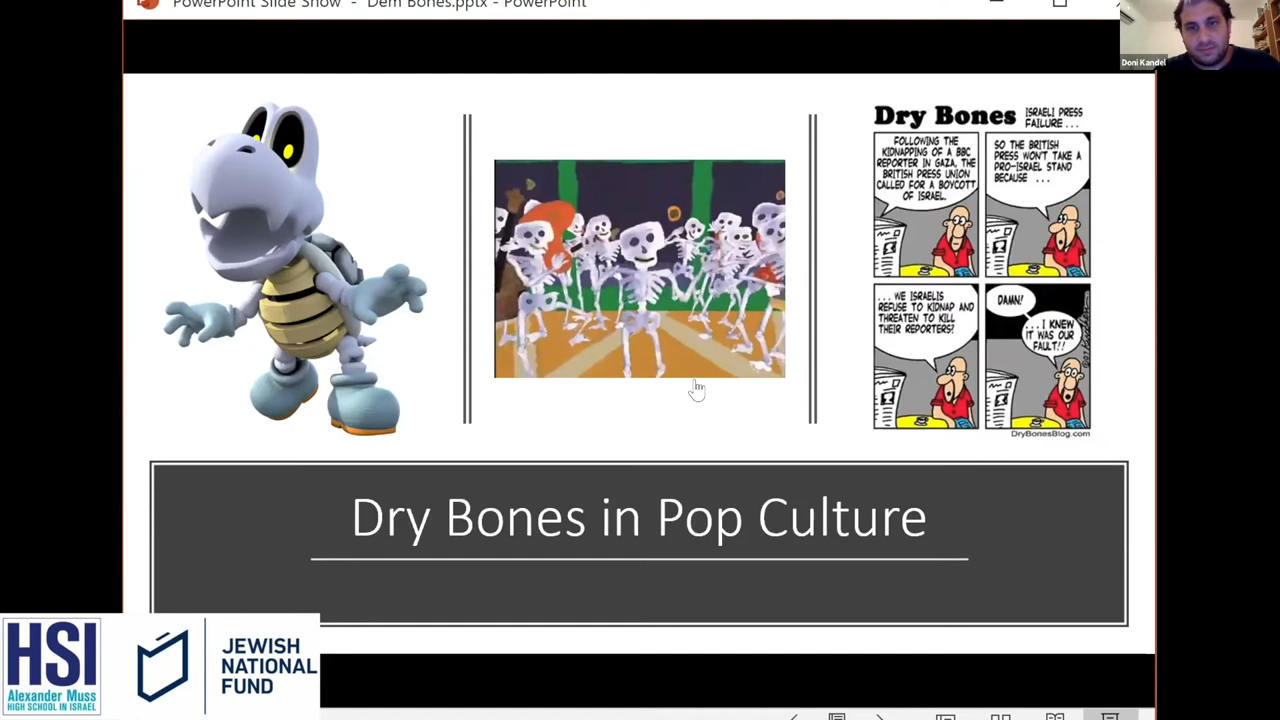 PowerPoint Slide Show - Dem Bones.pptx - PowerPoint
Doni Kandel
Dry Bones
ISRAELI PRESS
FAILURE ...
FOLLOWING THE
KIDNAPPING OF A BBC
REPORTER IN GAZA, THE
BRITISH PRESS UNION
CALLED FOR A BOYCOTT
OF ISRAEL.
SO THE BRITISH
PRESS WON'T TAKE A
PRO-ISRAEL STAND
BECAUSE ...
... WE ISRAELIS
REFUSE TO KIDNAP AND
THREATEN TO KILL
THEIR REPORTERS?
DAMN!
...I KNEW
IT WAS OUR
FAULT!!
DryBonesBlog.com
Dry Bones in Pop Culture
HSI
Alexander Muss
HIGH SCHOOL IN ISRAEL
JEWISH
NATIONAL
FUND